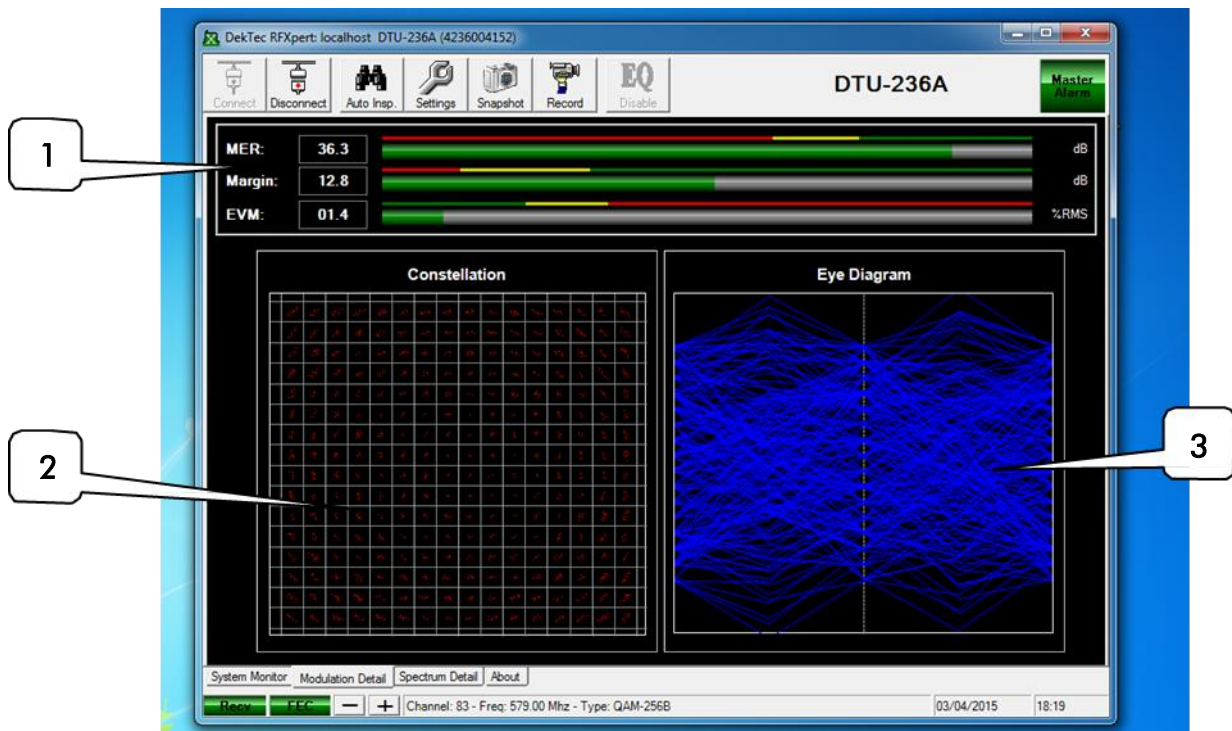 DekTec RFXpert: localhost DTU-236A (4236004152)
Connect
Disconnect
Auto Insp.
Settings
Snapshot
Record
EQ
Disable
DTU-236A
Master Alarm
1
MER: 36.3 dB
Margin: 12.8 dB
EVM: 01.4 %RMS
Constellation
Eye Diagram
2
3
System Monitor
Modulation Detail
Spectrum Detail
About
Recv
FEC
Channel: 83 - Freq: 579.00 Mhz - Type: QAM-256B
03/04/2015
18:19